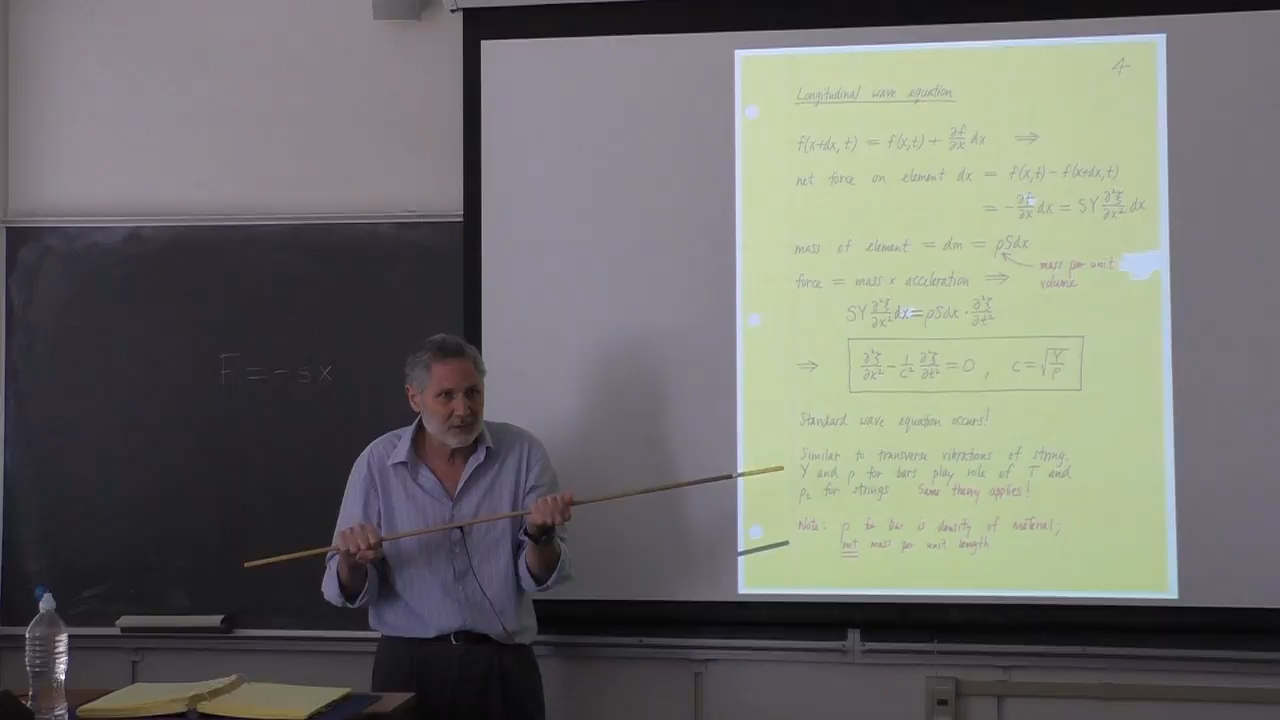 F = -sx
4
Longitudinal wave equation
f(x+dx, t) = f(x,t) + ∂f/∂x dx ⟹
net force on element dx = f(x,t) - f(x+dx,t)
= -∂f/∂x dx = SY ∂²ξ/∂x² dx
mass of element = dm = ρSdx
mass per unit
volume
force = mass x acceleration ⟹
SY ∂²ξ/∂x² dx = ρSdx · ∂²ξ/∂t²
⟹ ∂²ξ/∂x² - 1/c² ∂²ξ/∂t² = 0 , c = √(Y/ρ)
Standard wave equation occurs!
Similar to transverse vibrations of string.
Y and ρ for bars play role of T and
ρL for strings Same theory applies!
Note: ρ for bar is density of material;
not mass per unit length